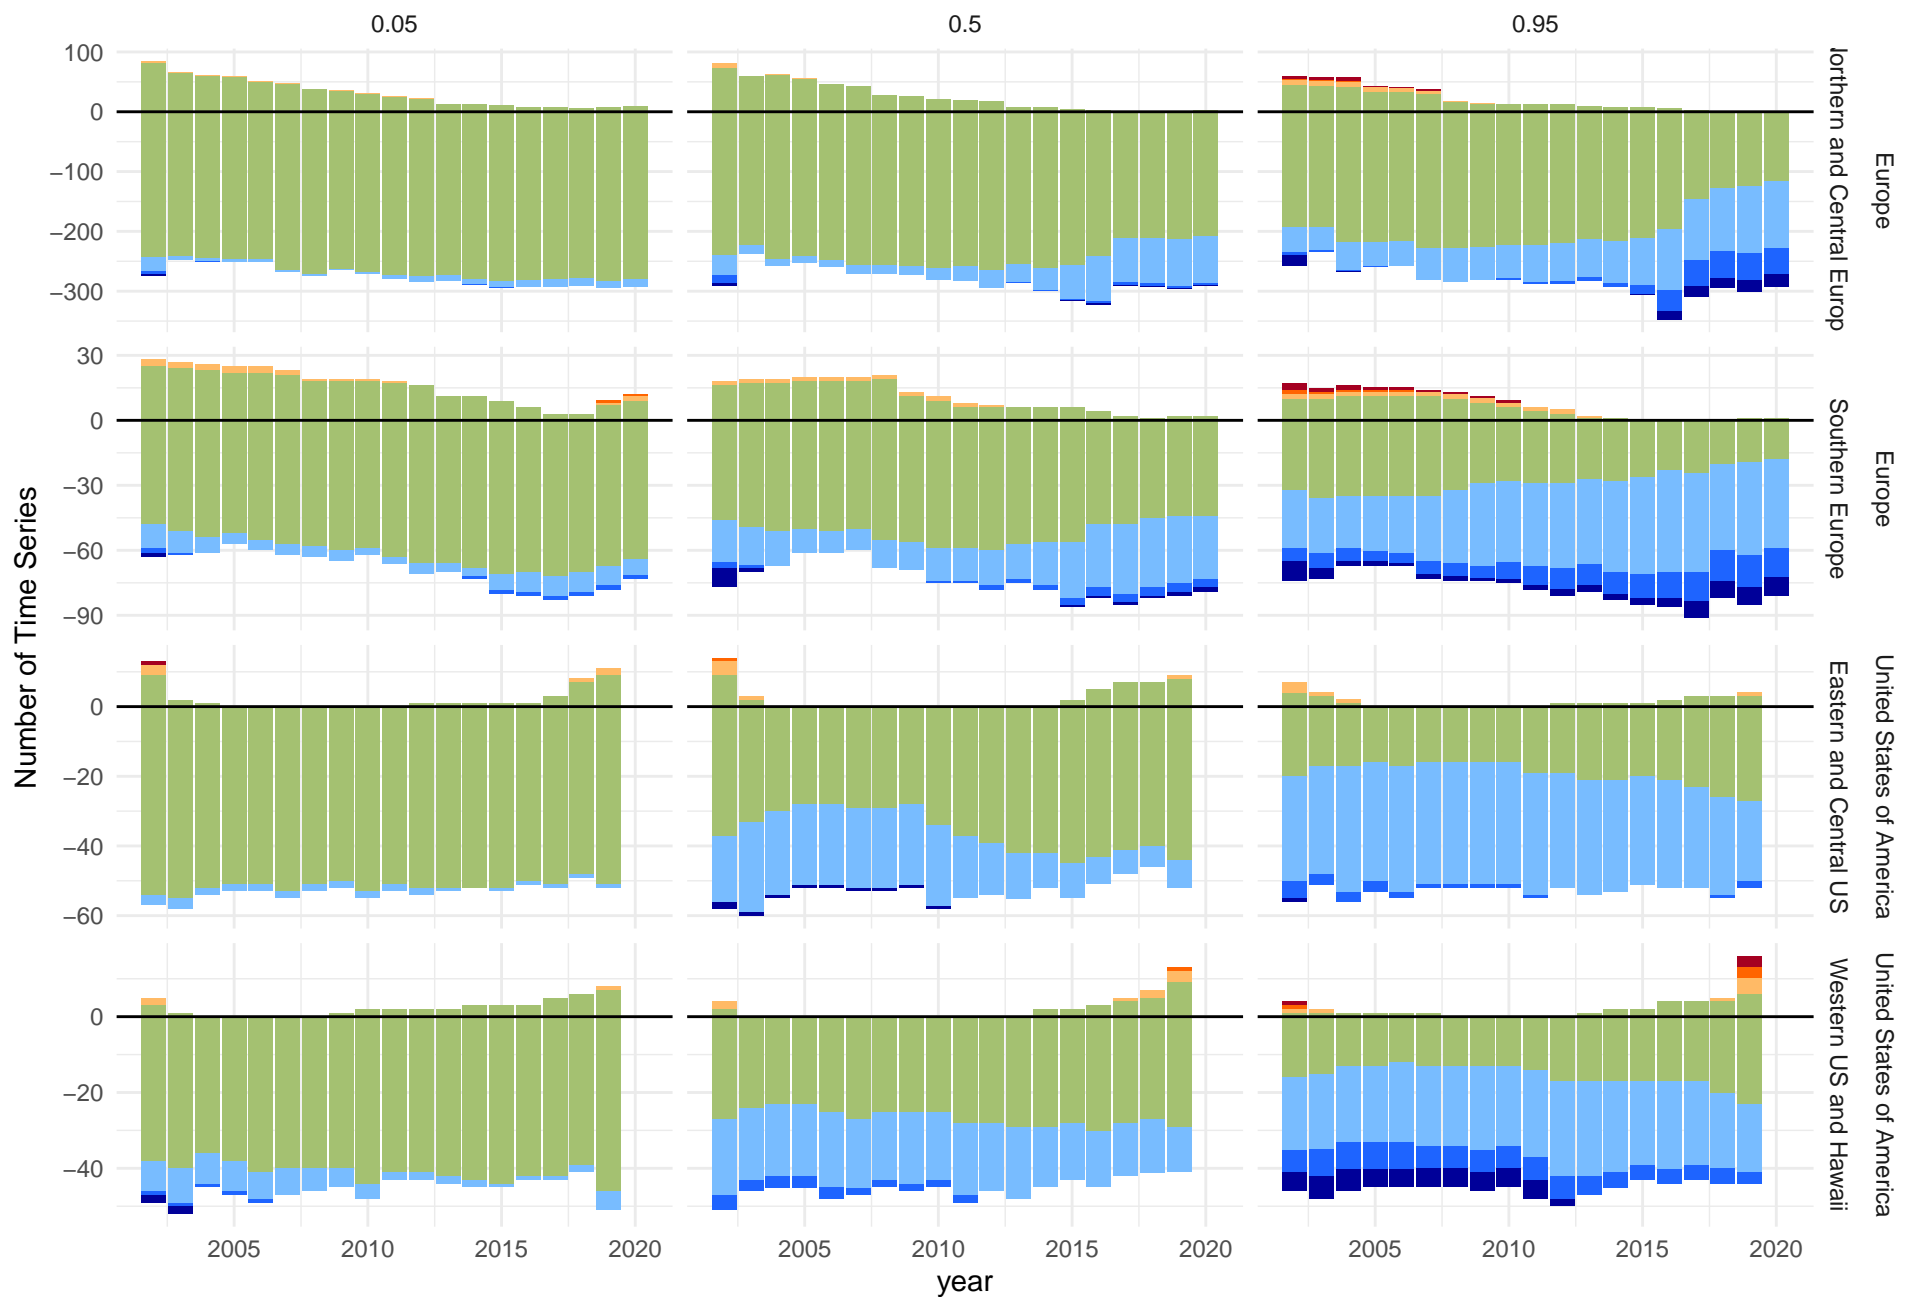 0.05 0.5 0.95
100
0
−100
−200
−300
orthern and Central Europ
Europe
30
0
−30
−60
−90
Southern Europe
Europe
0
−20
−40
−60
Eastern and Central US
United States of America
0
−20
−40
Western US and Hawaii
United States of America
2005 2010 2015 2020 2005 2010 2015 2020 2005 2010 2015 2020
year
Number of Time Series